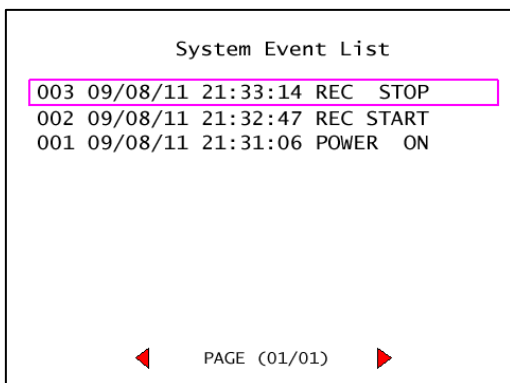 System Event List
003 09/08/11 21:33:14 REC STOP
002 09/08/11 21:32:47 REC START
001 09/08/11 21:31:06 POWER ON
PAGE (01/01)